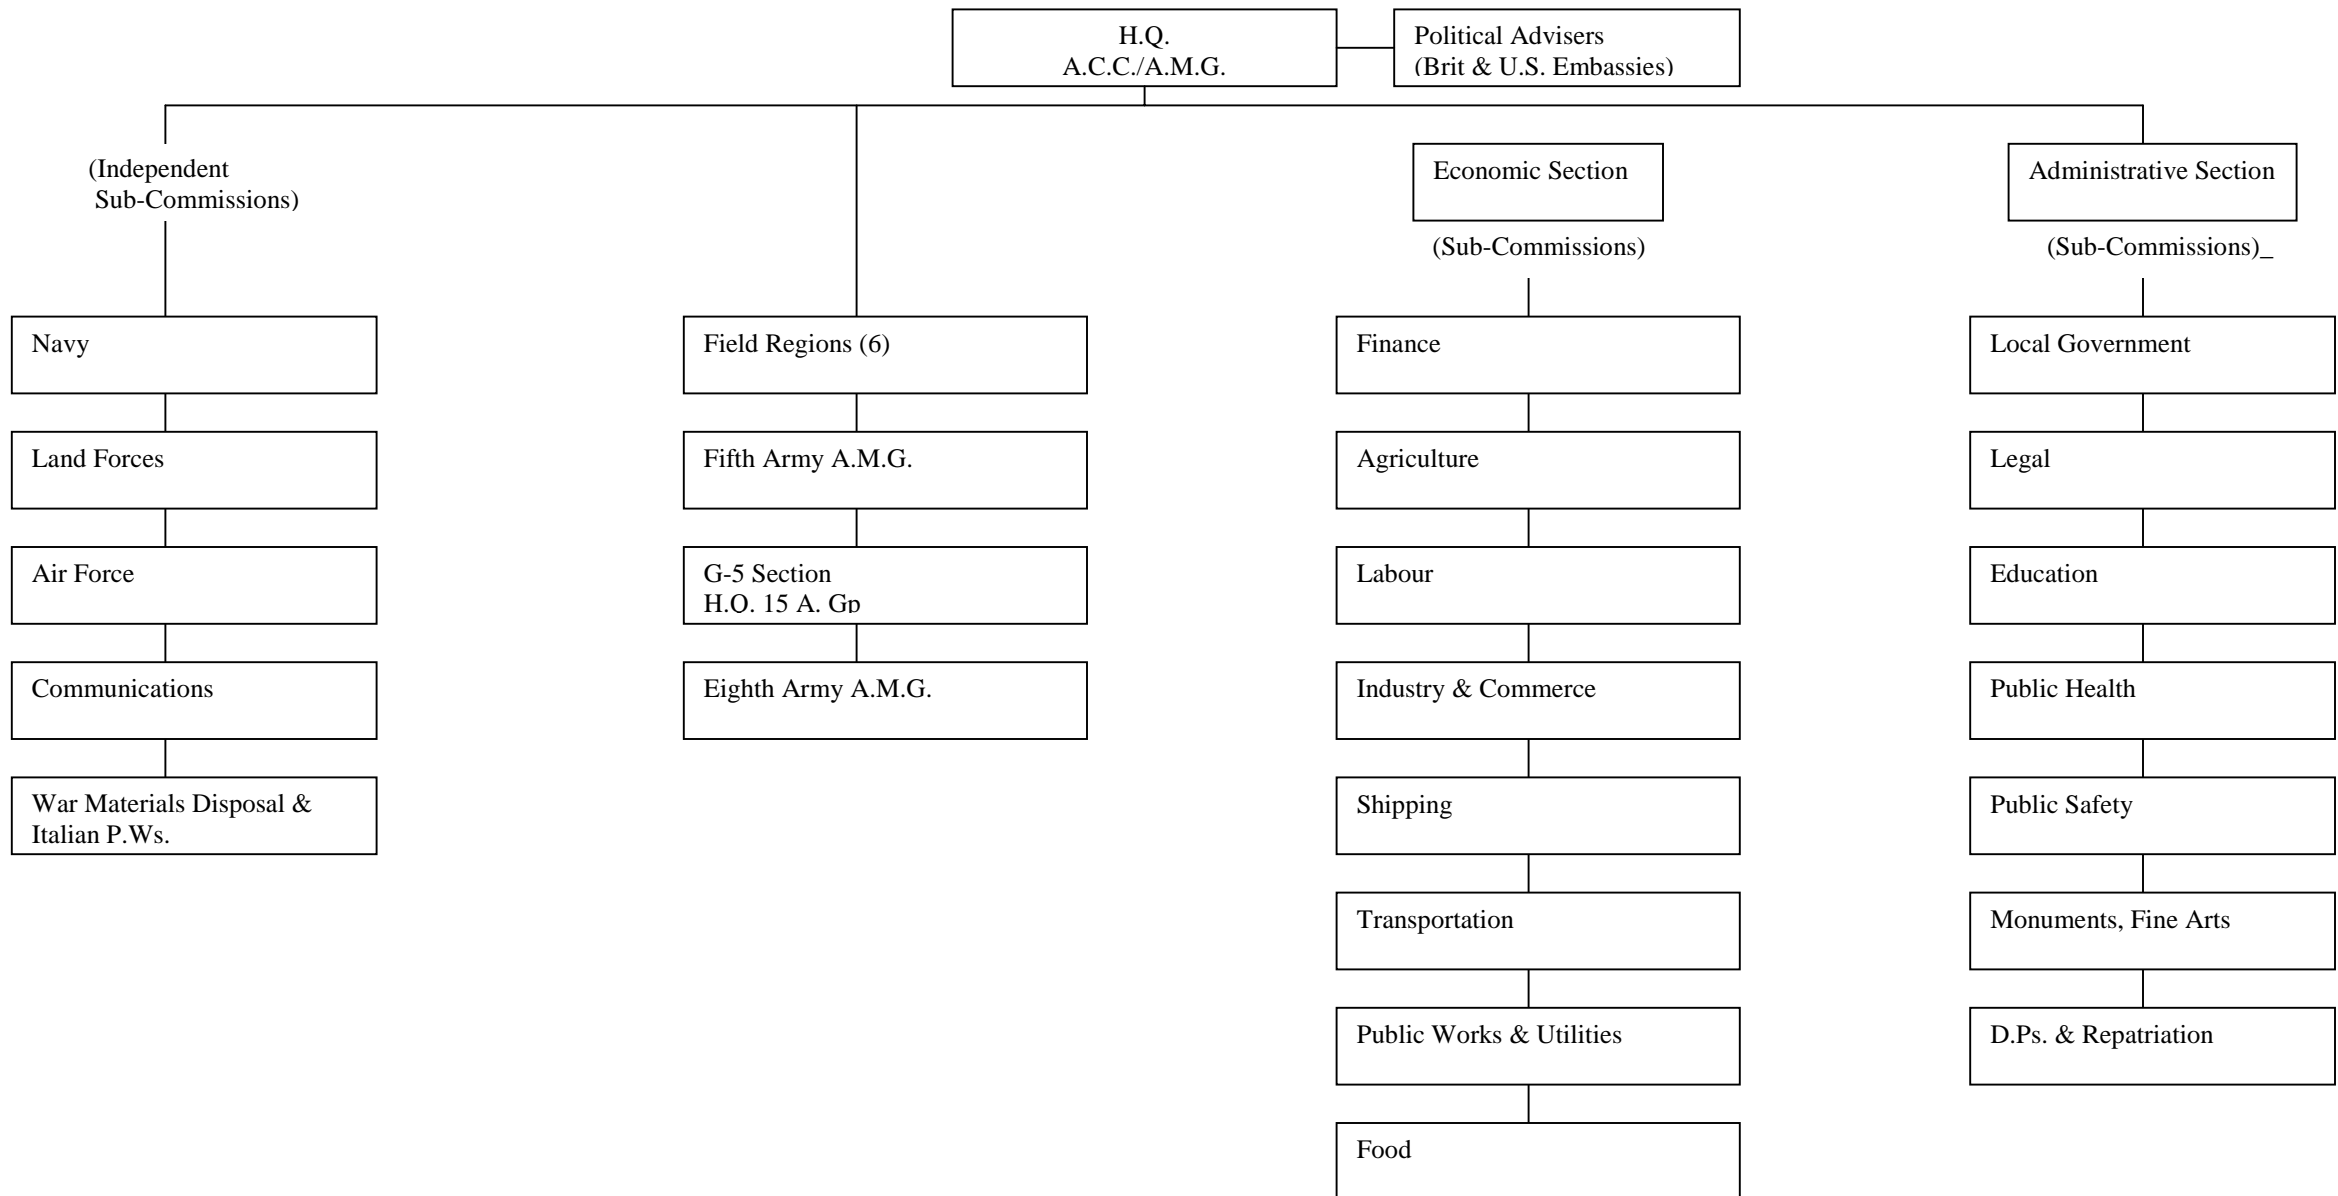 H.Q.
A.C.C./A.M.G.
Political Advisers
(Brit & U.S. Embassies)
(Independent
Sub-Commissions)
Economic Section
Administrative Section
(Sub-Commissions)
(Sub-Commissions)_
Navy
Land Forces
Air Force
Communications
War Materials Disposal &
Italian P.Ws.
Field Regions (6)
Fifth Army A.M.G.
G-5 Section
H.Q. 15 A. Gp
Eighth Army A.M.G.
Finance
Agriculture
Labour
Industry & Commerce
Shipping
Transportation
Public Works & Utilities
Food
Local Government
Legal
Education
Public Health
Public Safety
Monuments, Fine Arts
D.Ps. & Repatriation